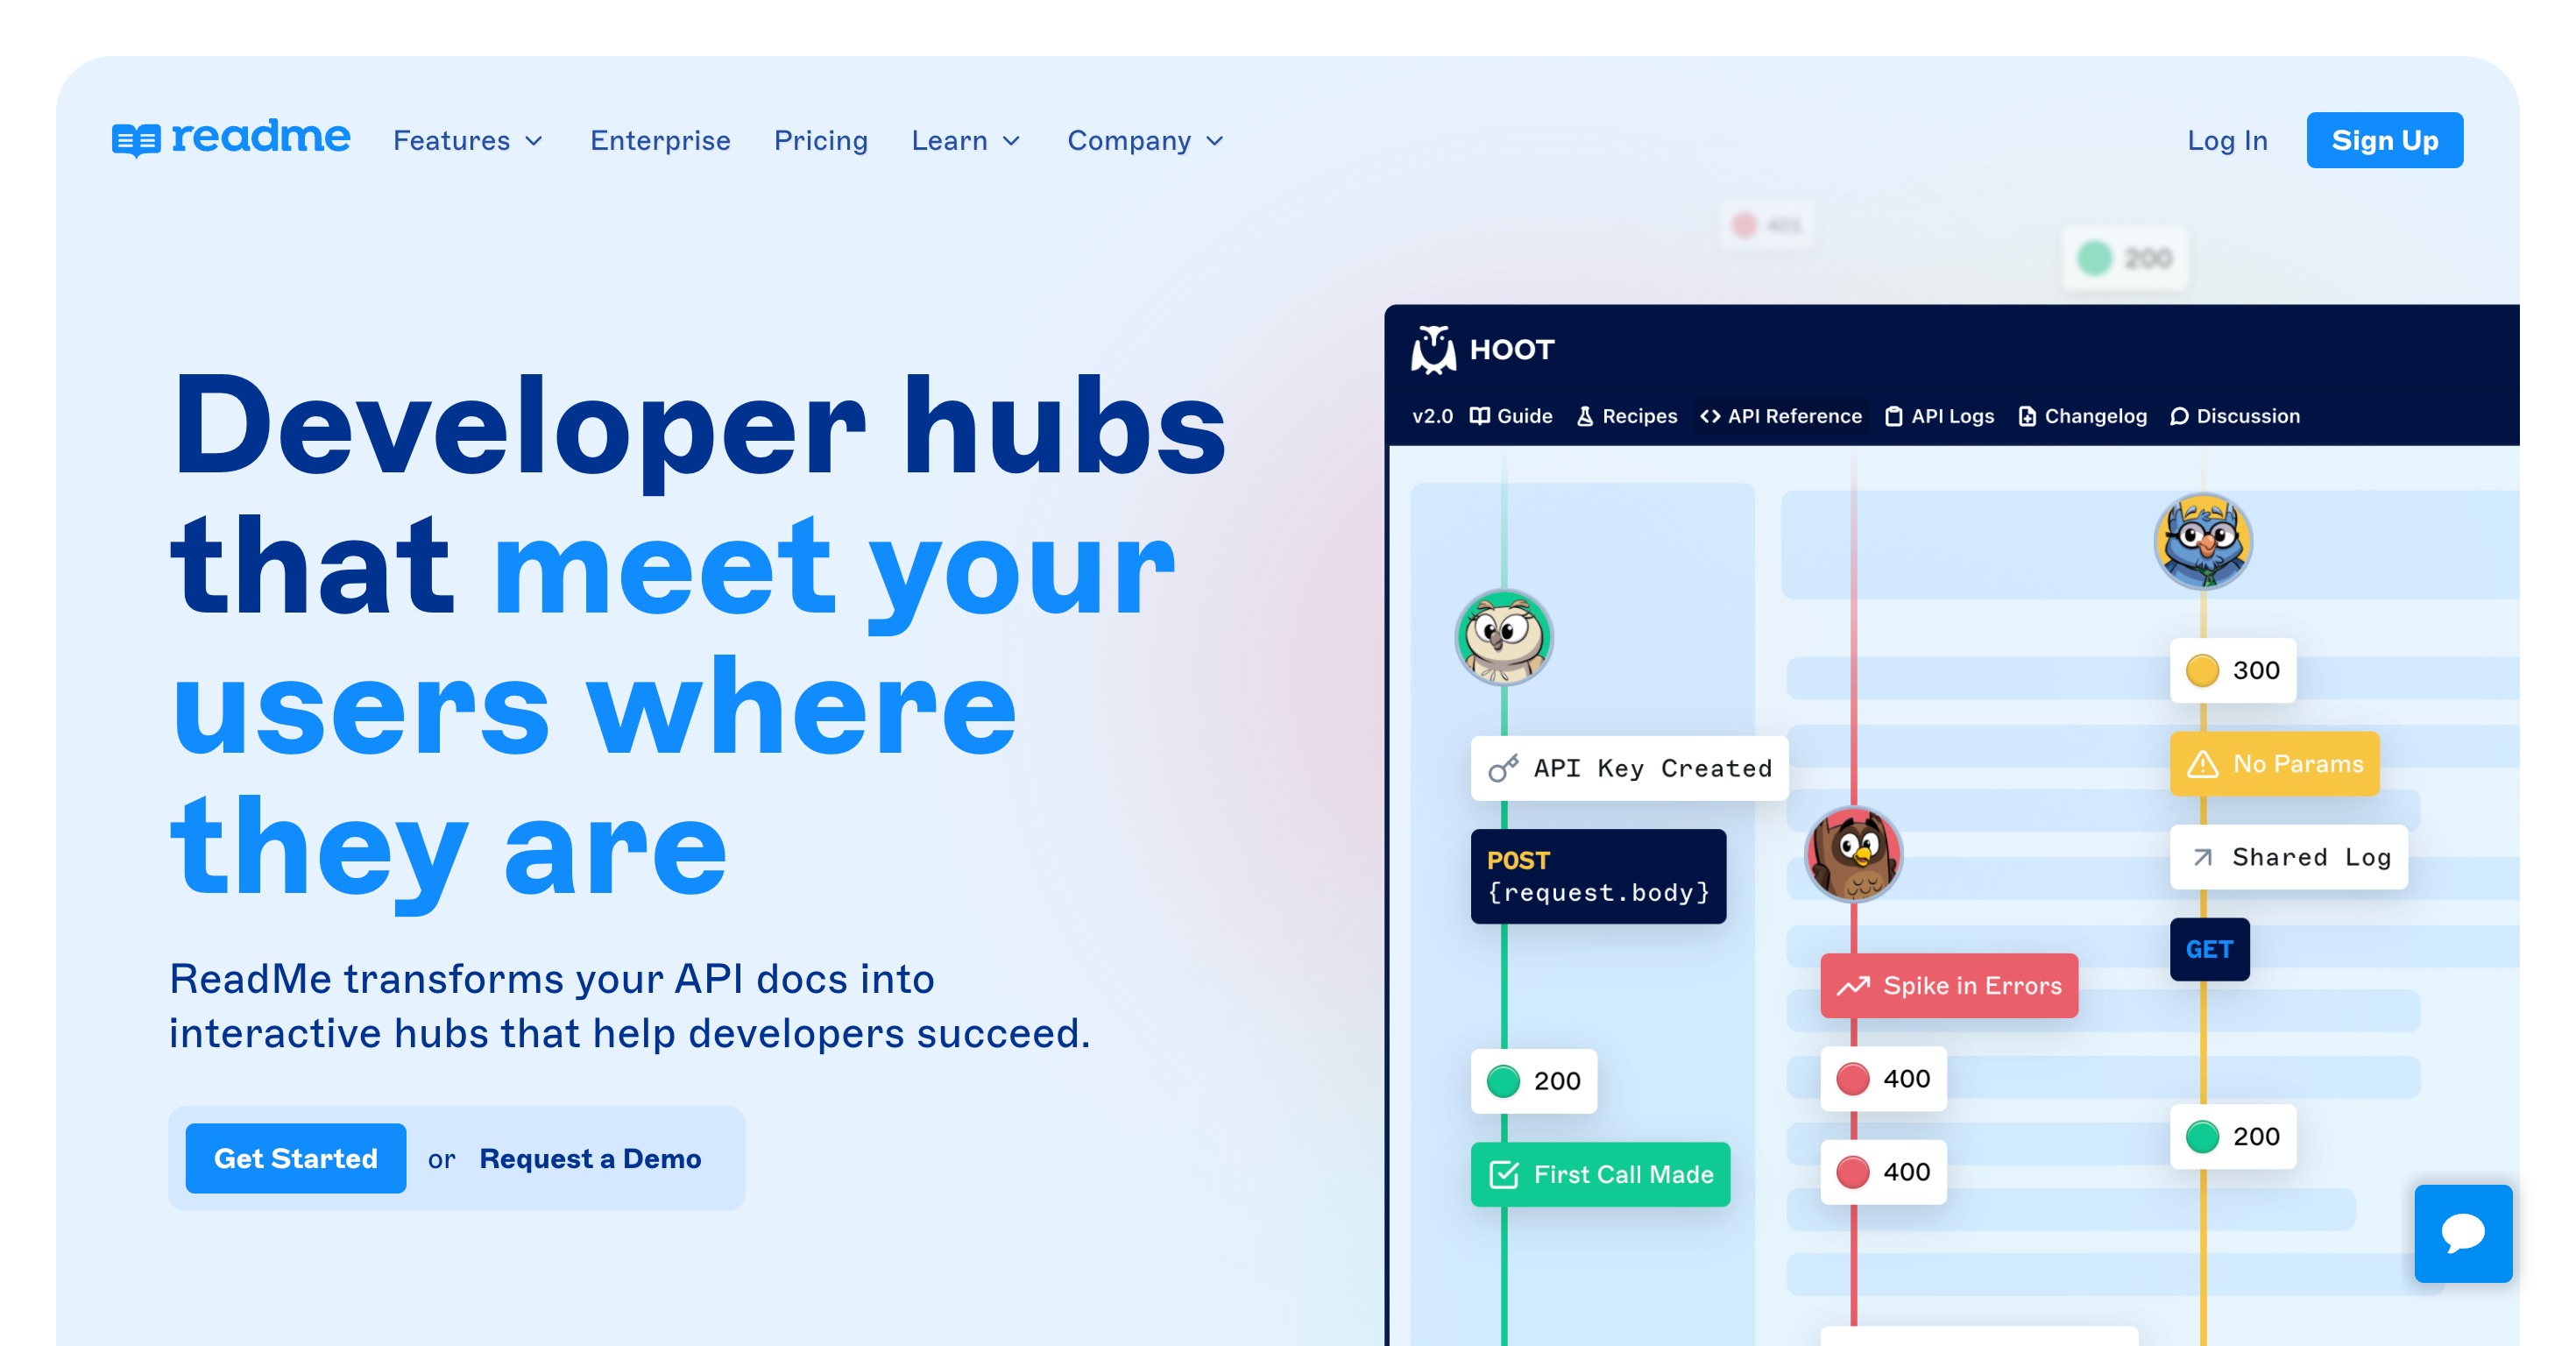 readme Features Enterprise Pricing Learn Company Log In Sign Up
401
200
Developer hubs
that meet your
users where
they are
ReadMe transforms your API docs into
interactive hubs that help developers succeed.
Get Started or Request a Demo
HOOT
v2.0 Guide Recipes API Reference API Logs Changelog Discussion
API Key Created
POST
{request.body}
200
First Call Made
Spike in Errors
400
400
300
No Params
Shared Log
GET
200